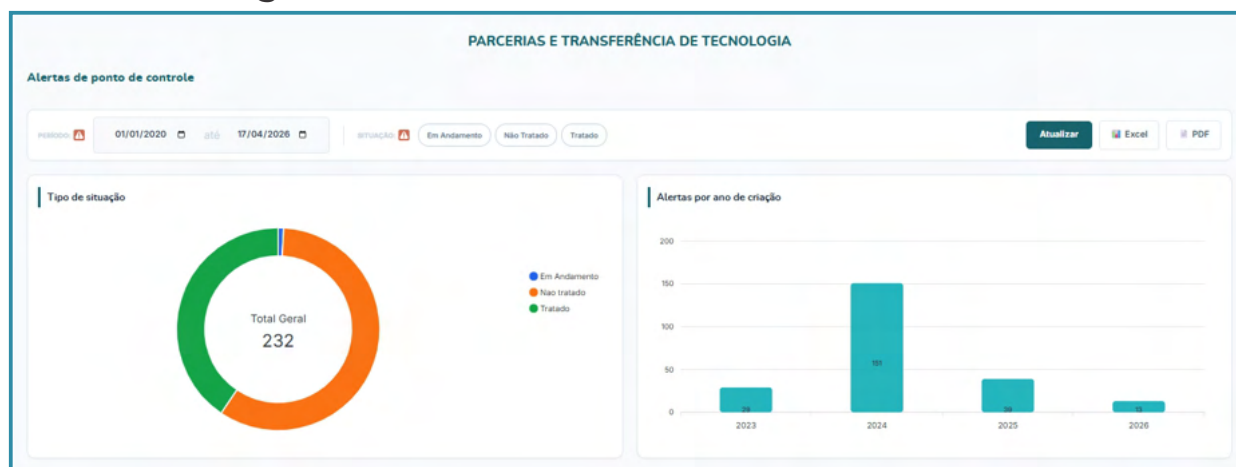 PARCERIAS E TRANSFERÊNCIA DE TECNOLOGIA
Alertas de ponto de controle
PERÍODO: 01/01/2020 até 17/04/2026 SITUAÇÃO: Em Andamento Não Tratado Tratado Atualizar Excel PDF
Tipo de situação
Total Geral
232
Em Andamento
Nao tratado
Tratado
Alertas por ano de criação
200
150
100
50
0
29
151
39
13
2023 2024 2025 2026